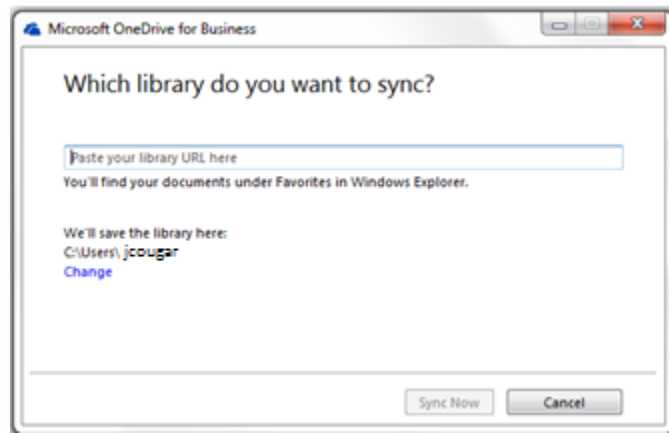 Microsoft OneDrive for Business
Which library do you want to sync?
Paste your library URL here
You'll find your documents under Favorites in Windows Explorer.
We'll save the library here:
C:\Users\ jcougar
Change
Sync Now
Cancel